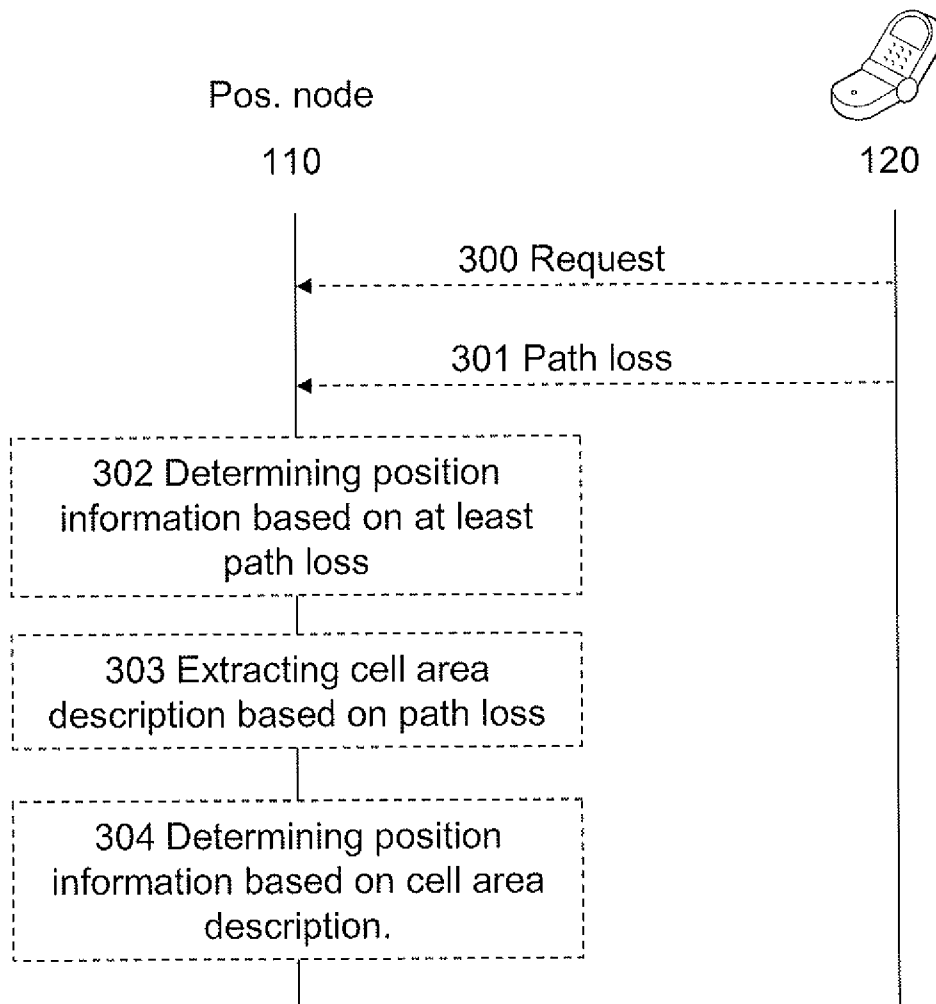 Pos. node
110
120
300 Request
301 Path loss
302 Determining position
information based on at least
path loss
303 Extracting cell area
description based on path loss
304 Determining position
information based on cell area
description.